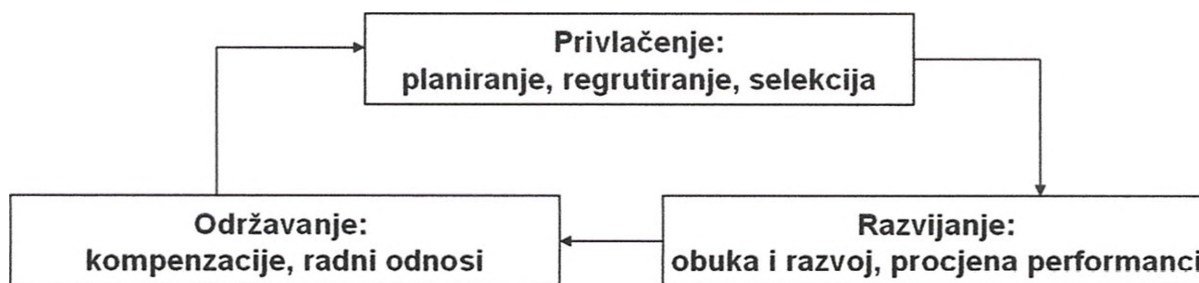 Privlačenje:
planiranje, regrutiranje, selekcija
Održavanje:
kompenzacije, radni odnosi
Razvijanje:
obuka i razvoj, procjena performanci